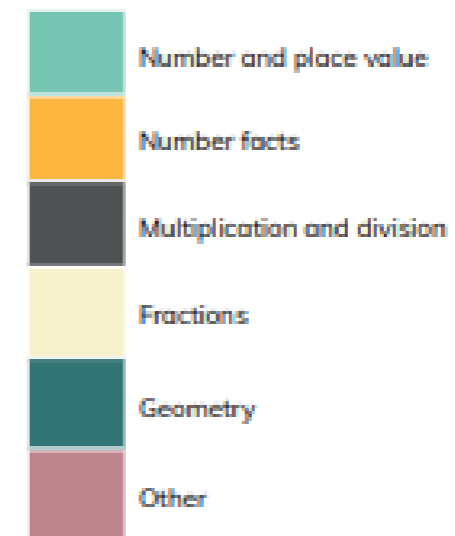 Number and place value
Number facts
Multiplication and division
Fractions
Geometry
Other